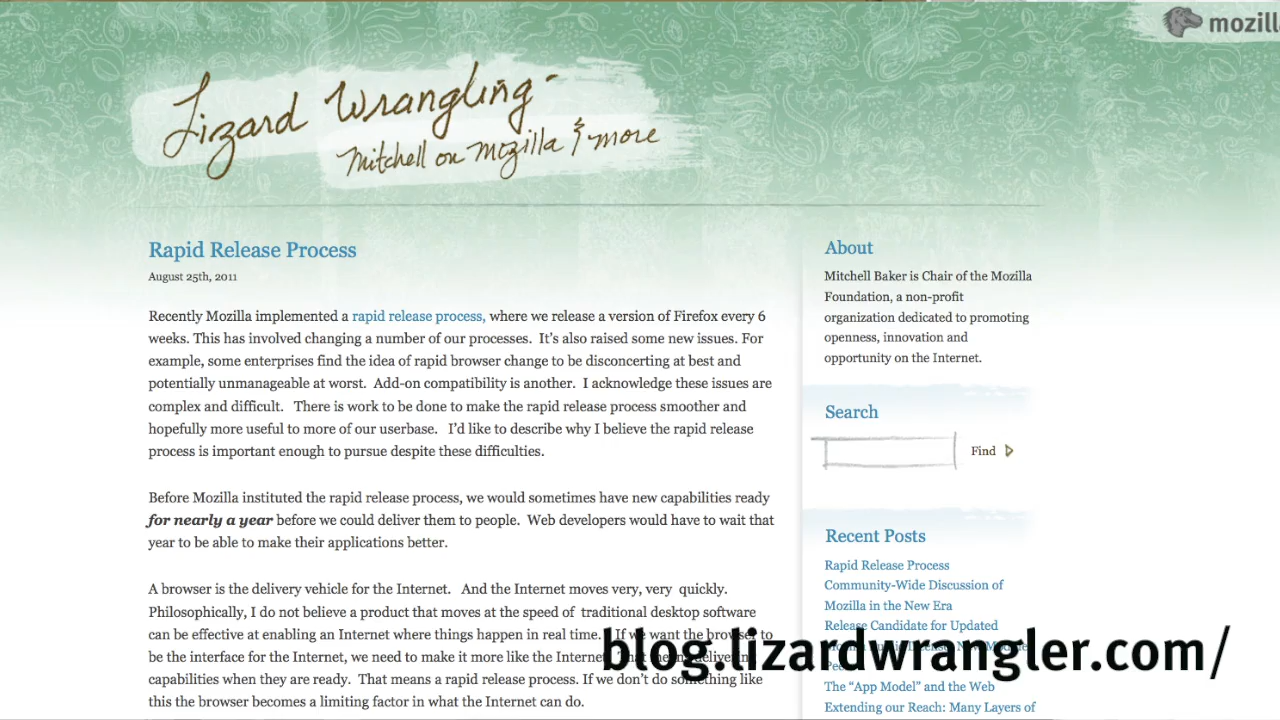 mozill
Lizard Wrangling -
Mitchell on Mozilla & more
Rapid Release Process
August 25th, 2011
Recently Mozilla implemented a rapid release process, where we release a version of Firefox every 6
weeks. This has involved changing a number of our processes. It's also raised some new issues. For
example, some enterprises find the idea of rapid browser change to be disconcerting at best and
potentially unmanageable at worst. Add-on compatibility is another. I acknowledge these issues are
complex and difficult. There is work to be done to make the rapid release process smoother and
hopefully more useful to more of our userbase. I'd like to describe why I believe the rapid release
process is important enough to pursue despite these difficulties.
Before Mozilla instituted the rapid release process, we would sometimes have new capabilities ready
for nearly a year before we could deliver them to people. Web developers would have to wait that
year to be able to make their applications better.
A browser is the delivery vehicle for the Internet. And the Internet moves very, very quickly.
Philosophically, I do not believe a product that moves at the speed of traditional desktop software
can be effective at enabling an Internet where things happen in real time. If we want the browser to
be the interface for the Internet, we need to make it more like the Internet. That means delivering
capabilities when they are ready. That means a rapid release process. If we don't do something like
this the browser becomes a limiting factor in what the Internet can do.
About
Mitchell Baker is Chair of the Mozilla
Foundation, a non-profit
organization dedicated to promoting
openness, innovation and
opportunity on the Internet.
Search
Find
Recent Posts
Rapid Release Process
Community-Wide Discussion of
Mozilla in the New Era
Release Candidate for Updated
The "App Model" and the Web
Extending our Reach: Many Layers of
blog.lizardwrangler.com/